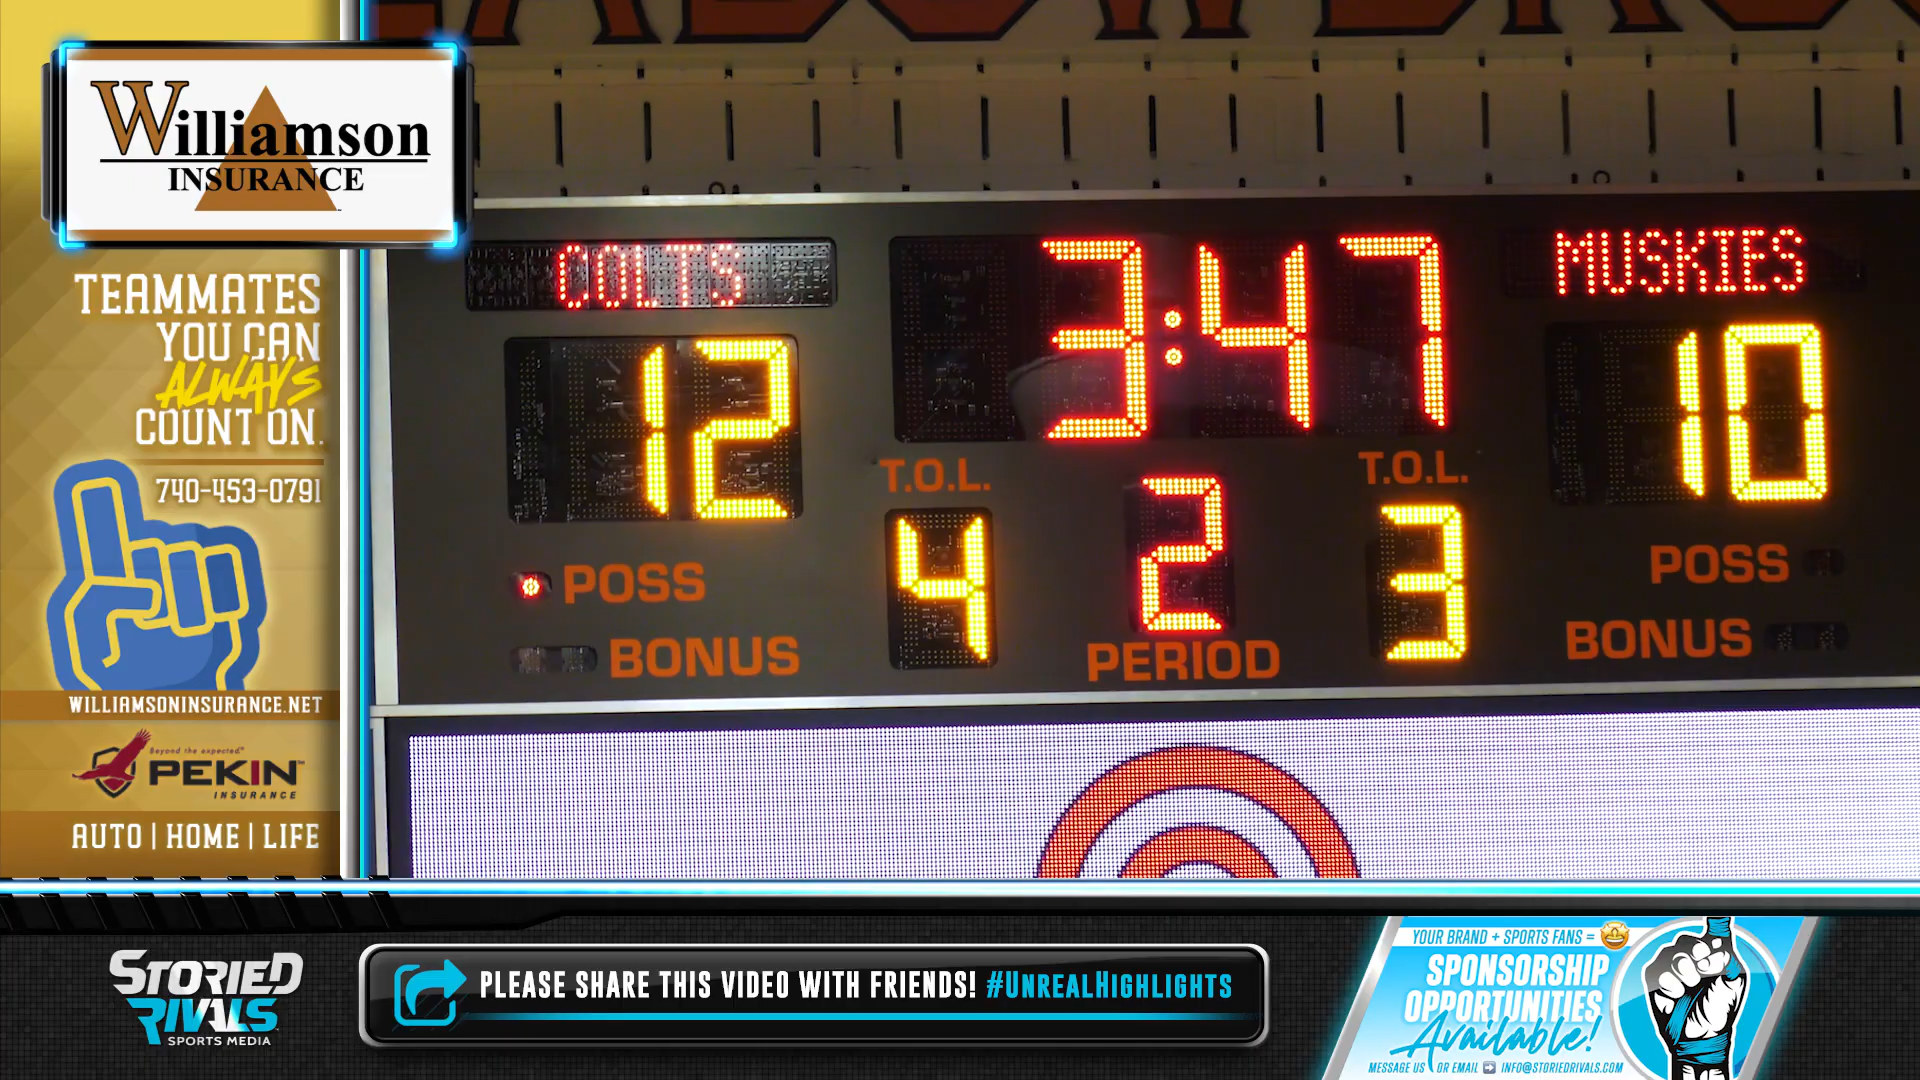 Williamson
INSURANCE
TEAMMATES
YOU CAN
ALWAYS
COUNT ON.
740-453-0791
WILLIAMSONINSURANCE.NET
Beyond the expected.
PEKIN
INSURANCE
AUTO | HOME | LIFE
COLTS
3:47
MUSKIES
12
10
T.O.L.
T.O.L.
4
2
3
POSS
POSS
BONUS
PERIOD
BONUS
STORIED
RIVALS
SPORTS MEDIA
PLEASE SHARE THIS VIDEO WITH FRIENDS! #UNREALHIGHLIGHTS
YOUR BRAND + SPORTS FANS = 🤩
SPONSORSHIP
OPPORTUNITIES
Available!
MESSAGE US OR EMAIL ➡ INFO@STORIEDRIVALS.COM